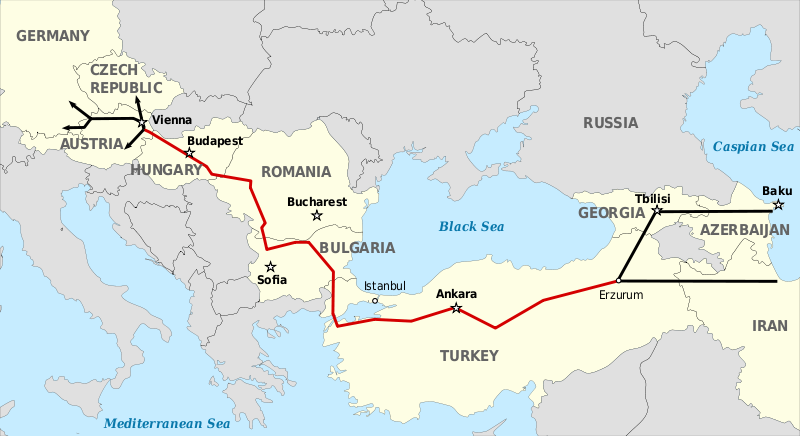 GERMANY
CZECH
REPUBLIC
Vienna
RUSSIA
AUSTRIA
Budapest
Caspian Sea
HUNGARY
ROMANIA
Tbilisi
Baku
Bucharest
GEORGIA
Black Sea
AZERBAIJAN
BULGARIA
Sofia
Istanbul
Ankara
Erzurum
IRAN
TURKEY
Mediterranean Sea